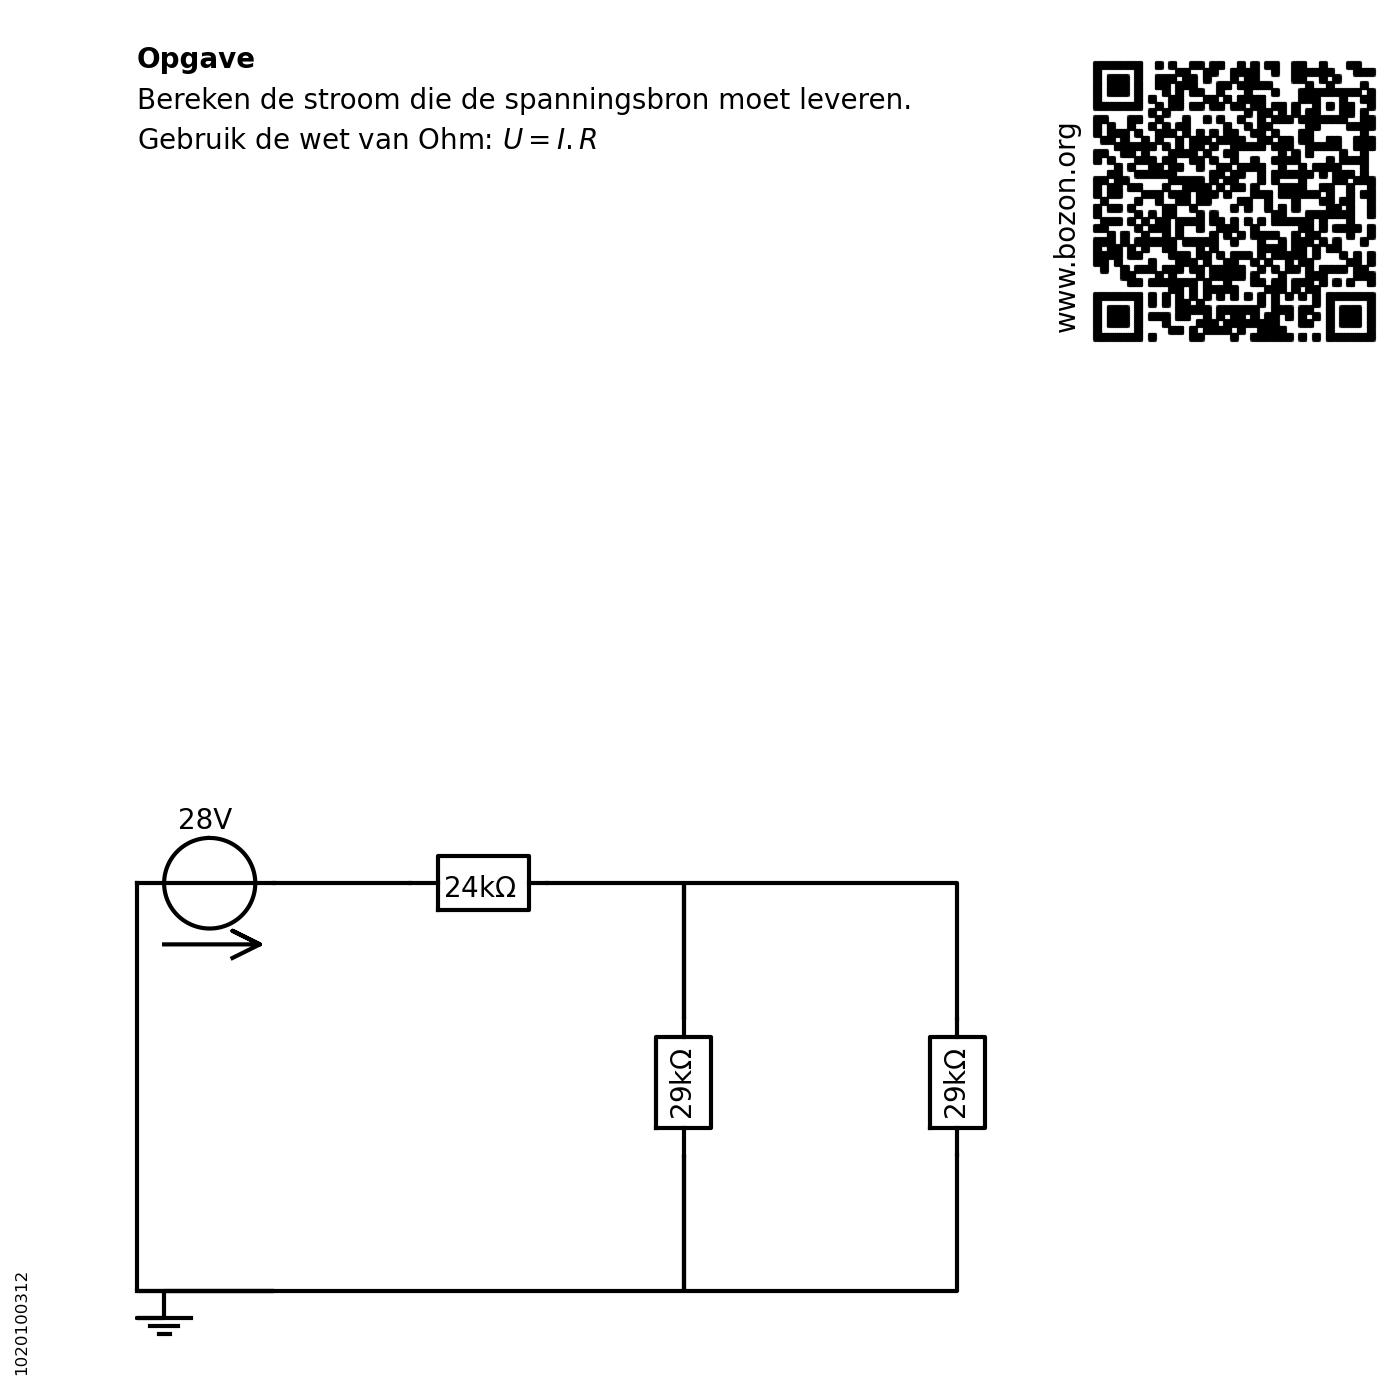 Opgave
Bereken de stroom die de spanningsbron moet leveren.
Gebruik de wet van Ohm: U = I. R
www.bozon.org
28V
24kΩ
29kΩ
29kΩ
1020100312